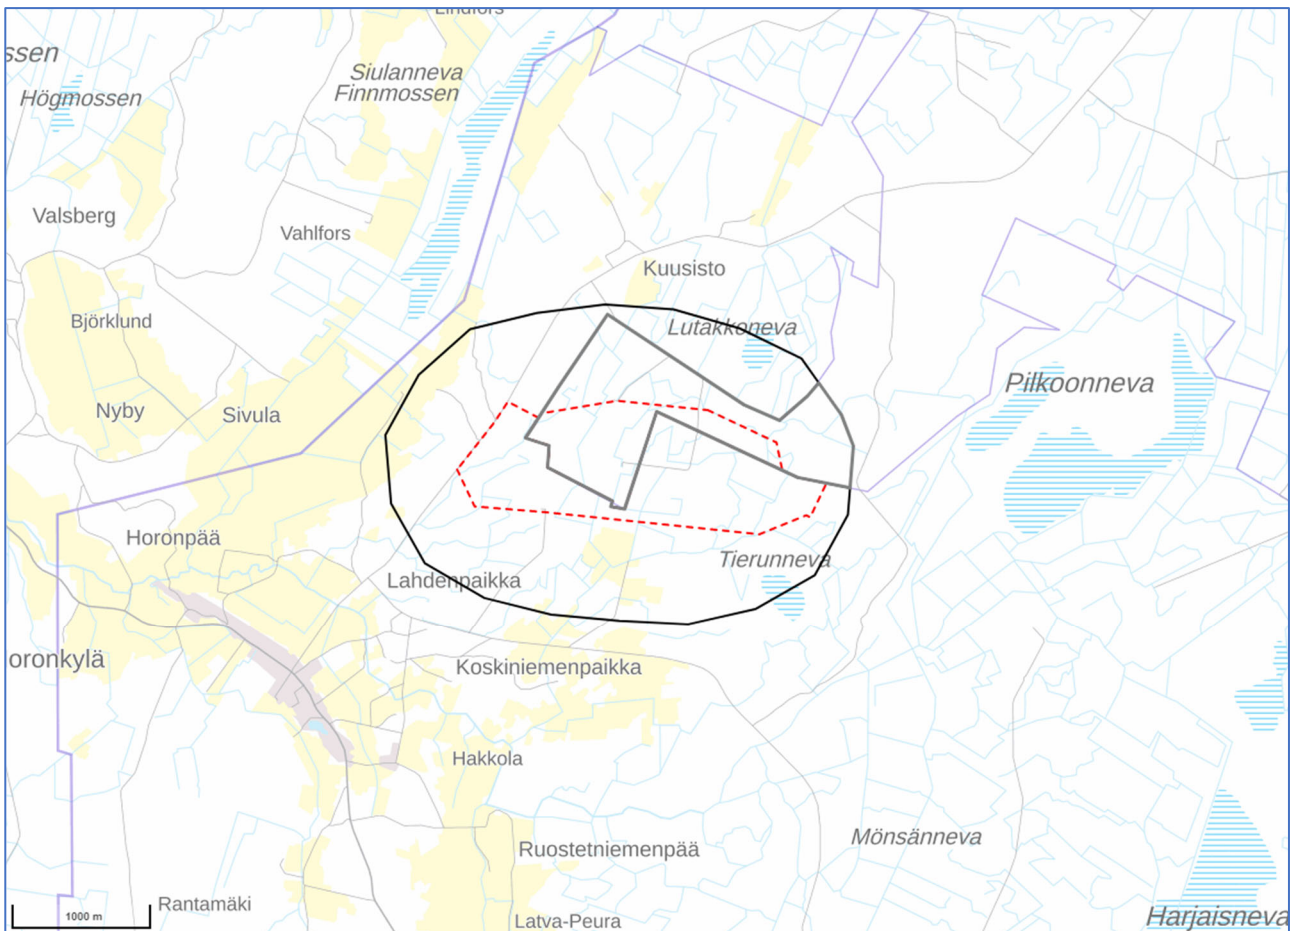 ssen
Siulanneva
Finnmossen
Högmossen
Valsberg
Vahlfors
Kuusisto
Björklund
Lutakkoneva
Pilkoonneva
Nyby
Sivula
Horonpää
Tierunneva
Lahdenpaikka
oronkylä
Koskiniemenpaikka
Hakkola
Mönsänneva
Ruostetniemenpää
Rantamäki
1000 m
Latva-Peura
Harjaisneva